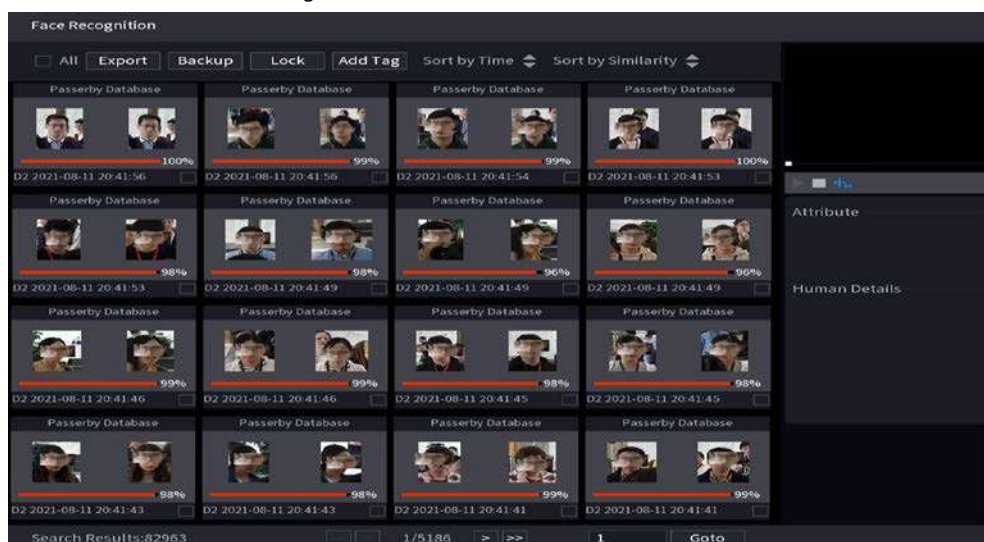 Face Recognition
All Export Backup Lock Add Tag Sort by Time Sort by Similarity
Passerby Database Passerby Database Passerby Database Passerby Database
100% 99% 99% 100%
D2 2021-08-11 20:41:56 D2 2021-08-11 20:41:56 D2 2021-08-11 20:41:54 D2 2021-08-11 20:41:53
Passerby Database Passerby Database Passerby Database Passerby Database
Attribute
98% 98% 96% 96%
D2 2021-08-11 20:41:53 D2 2021-08-11 20:41:49 D2 2021-08-11 20:41:49 D2 2021-08-11 20:41:49
Human Details
Passerby Database Passerby Database Passerby Database Passerby Database
99% 99% 98% 98%
D2 2021-08-11 20:41:46 D2 2021-08-11 20:41:46 D2 2021-08-11 20:41:45 D2 2021-08-11 20:41:45
Passerby Database Passerby Database Passerby Database Passerby Database
98% 98% 99% 99%
D2 2021-08-11 20:41:43 D2 2021-08-11 20:41:43 D2 2021-08-11 20:41:41 D2 2021-08-11 20:41:41
Search Results:82963 1/5186 > >> 1 Goto